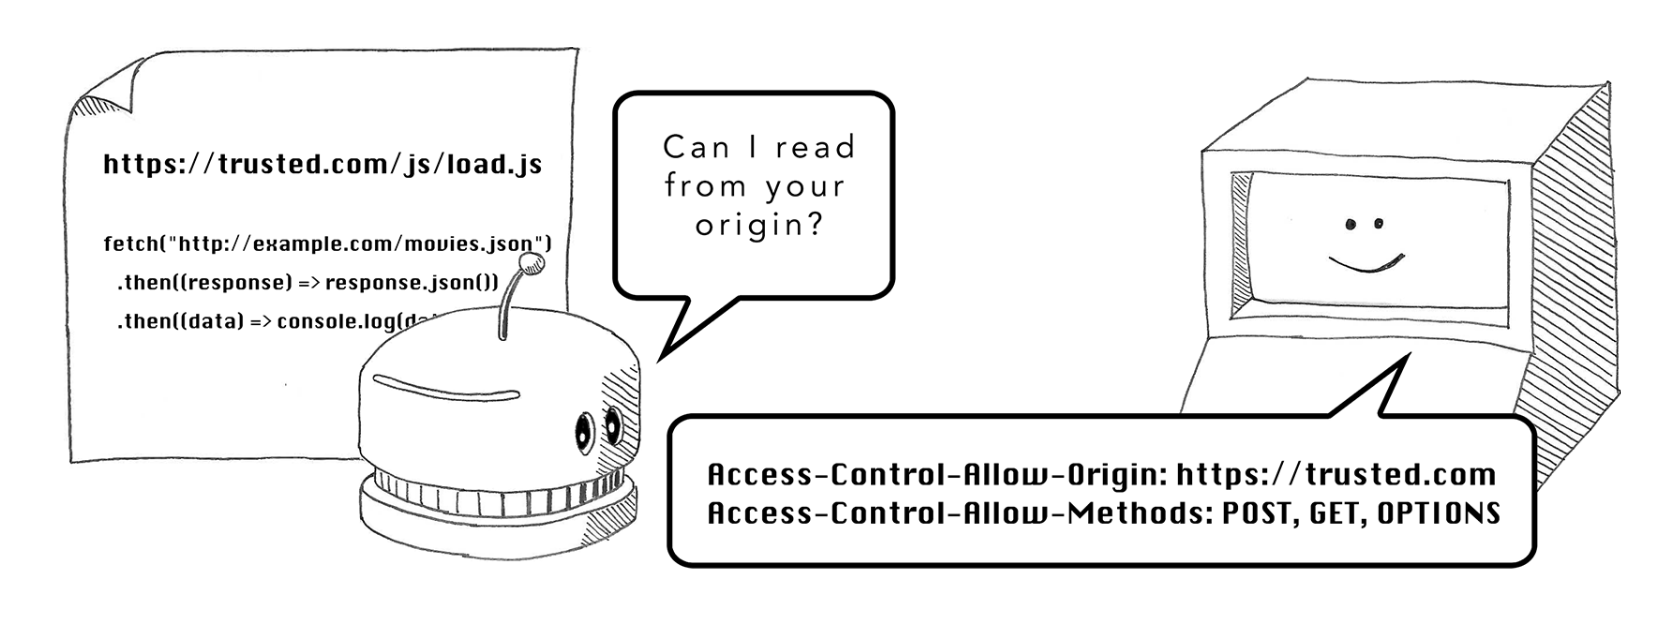 https://trusted.com/js/load.js
fetch("http://example.com/movies.json")
.then((response) => response.json())
.then((data) => console.log(
Can I read
from your
origin?
Access-Control-Allow-Origin: https://trusted.com
Access-Control-Allow-Methods: POST, GET, OPTIONS